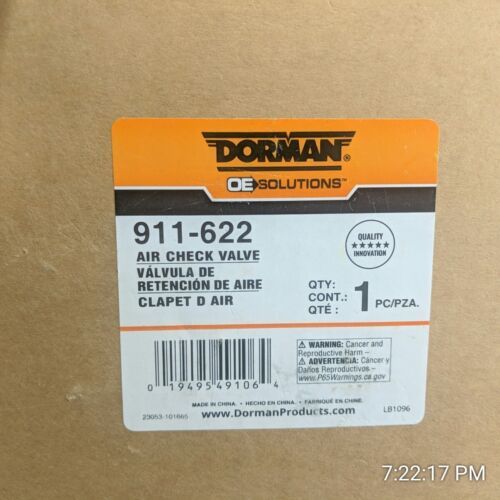 DORMAN®
OE SOLUTIONS™
911-622
AIR CHECK VALVE
VÁLVULA DE
RETENCIÓN DE AIRE
CLAPET D AIR
QUALITY
★★★★★
INNOVATION
QTY:
CONT.: 1 PC/PZA.
QTÉ :
⚠ WARNING: Cancer and
Reproductive Harm –
⚠ ADVERTENCIA: Cáncer y
Daños Reproductivos –
www.P65Warnings.ca.gov
0 19495 49106 4
MADE IN CHINA. • HECHO EN CHINA. • FABRIQUÉ EN CHINE.
23053-101665
www.DormanProducts.com
LB1096
7:22:17 PM